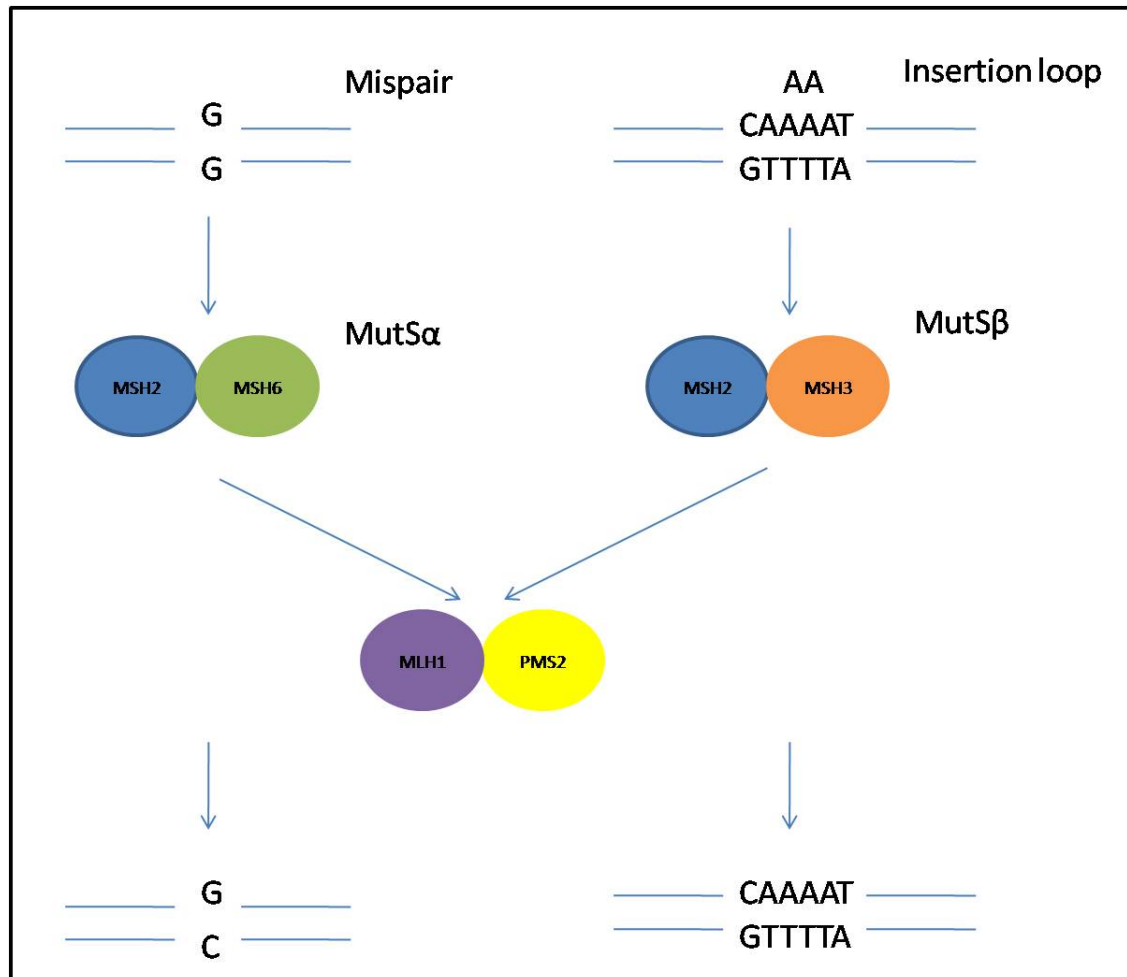 Mispair
G
G
Insertion loop
AA
CAAAAT
GTTTTA
MutSα
MSH2 MSH6
MutSβ
MSH2 MSH3
MLH1 PMS2
G
C
CAAAAT
GTTTTA